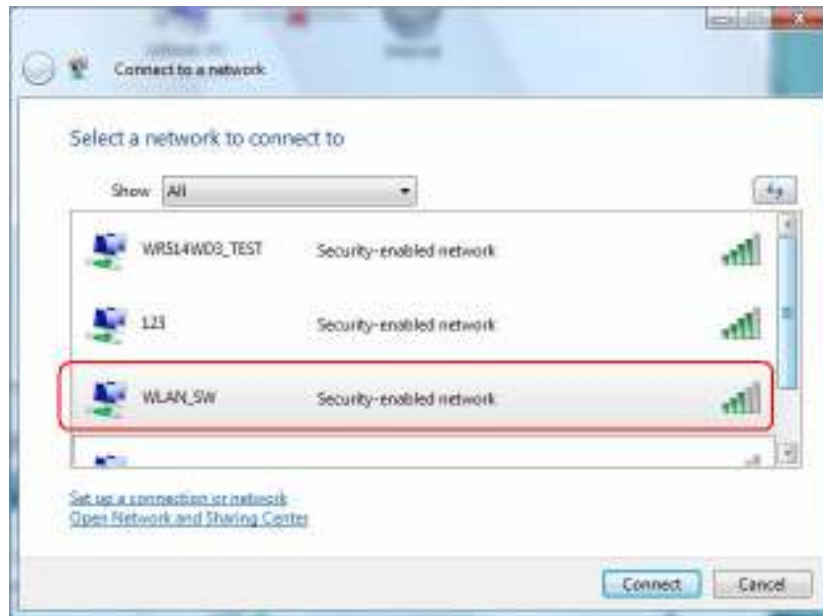 Connect to a network
Select a network to connect to
Show All
WR514WD3_TEST Security-enabled network
123 Security-enabled network
WLAN_SW Security-enabled network
Set up a connection or network
Open Network and Sharing Center
Connect Cancel